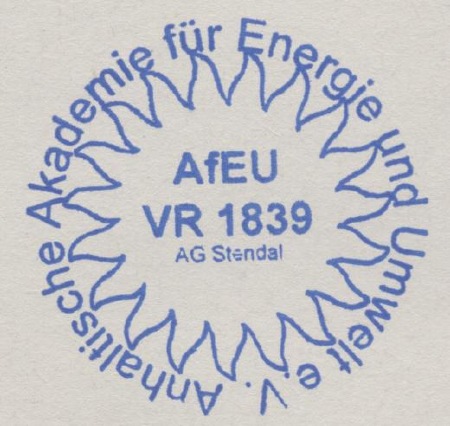 Anhaltische Akademie für Energie und Umwelt e.V.
AfEU
VR 1839
AG Stendal